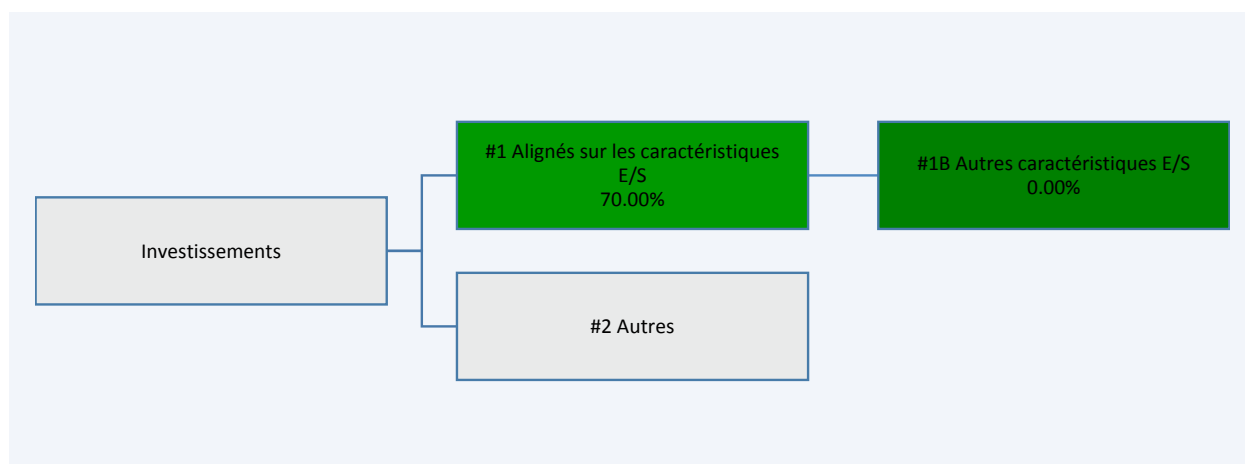 #1 Alignés sur les caractéristiques
E/S
70.00%
#1B Autres caractéristiques E/S
0.00%
Investissements
#2 Autres